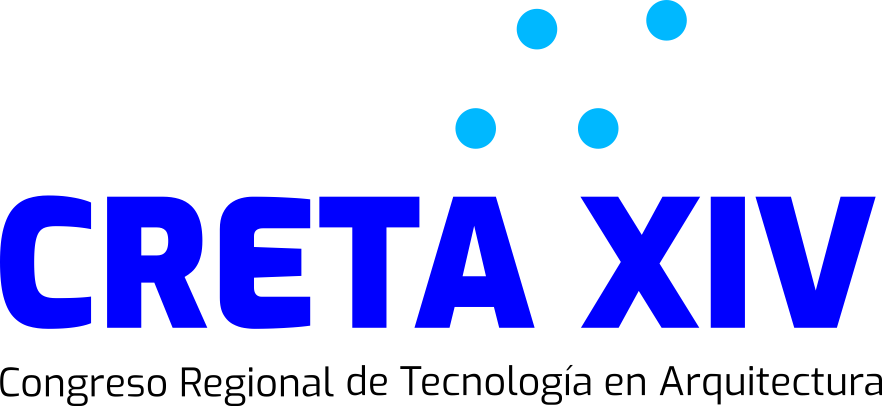 CRETA XIV
Congreso Regional de Tecnología en Arquitectura